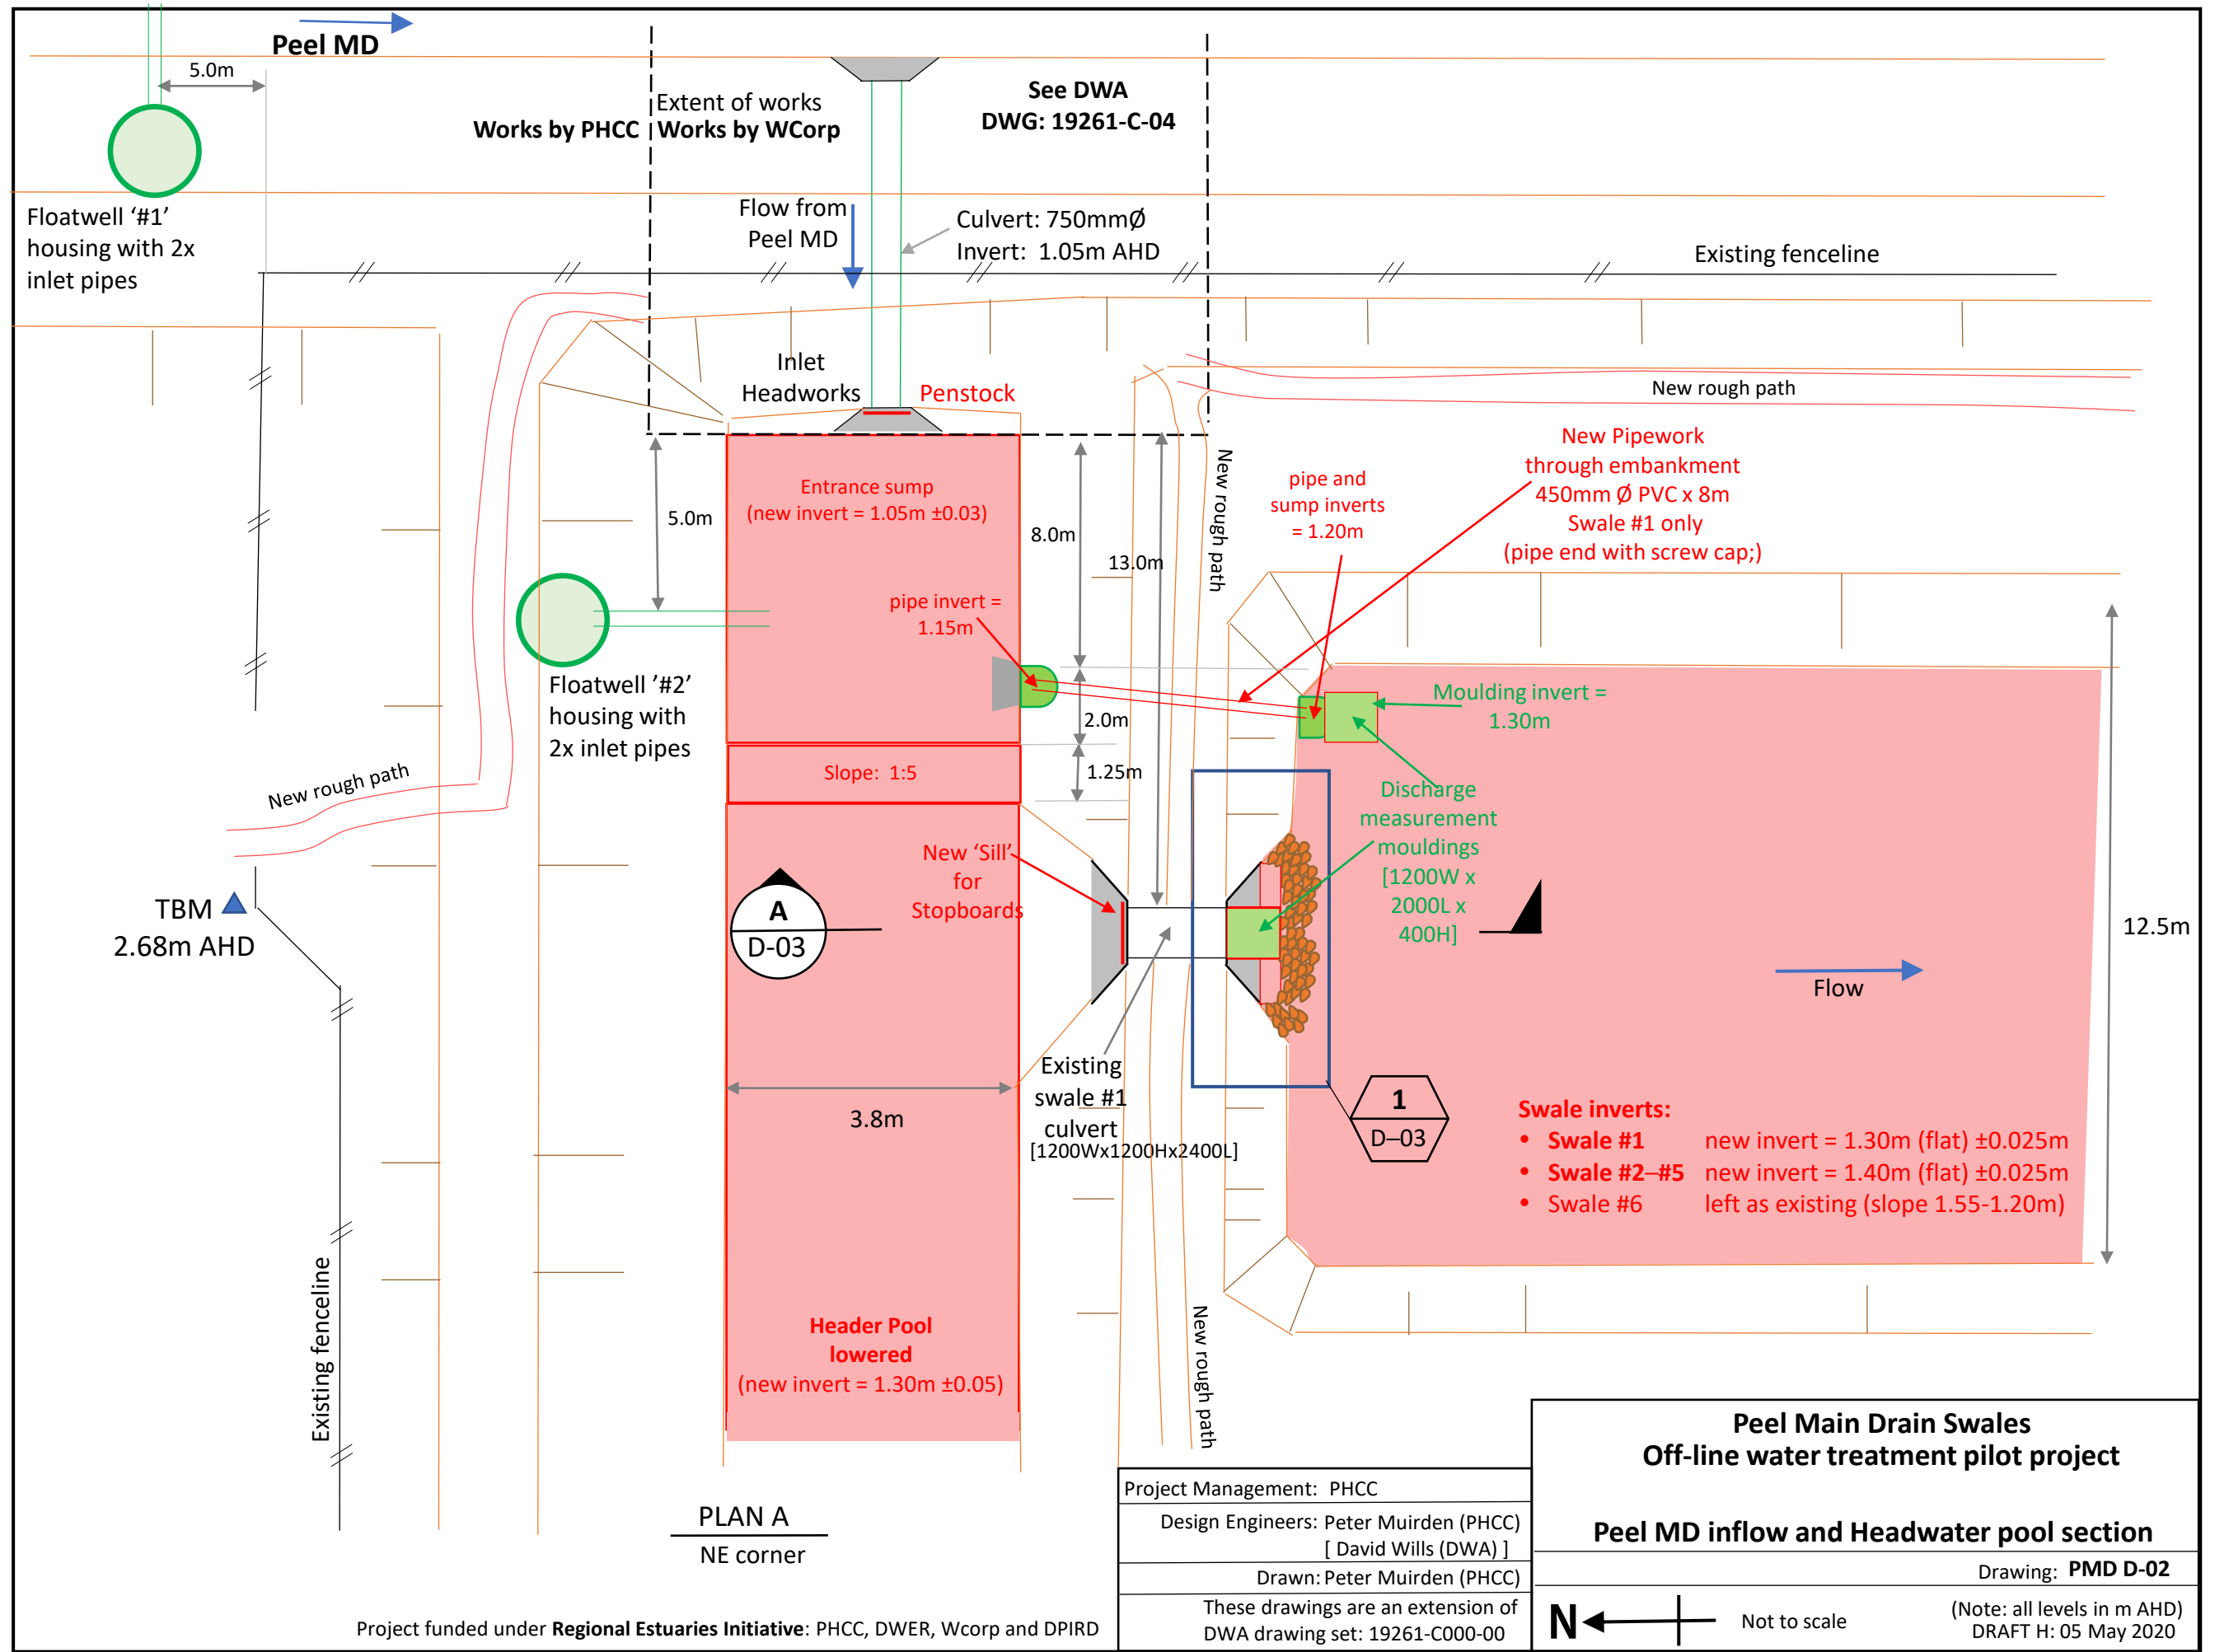 Peel MD
5.0m
Works by PHCC
Extent of works
Works by WCorp
See DWA
DWG: 19261-C-04
Floatwell '#1'
housing with 2x
inlet pipes
Flow from
Peel MD
Culvert: 750mmØ
Invert:  1.05m AHD
Existing fenceline
Inlet
Headworks
Penstock
New rough path
Entrance sump
(new invert = 1.05m ±0.03)
5.0m
8.0m
13.0m
New rough path
pipe and
sump inverts
= 1.20m
New Pipework
through embankment
450mm Ø PVC x 8m
Swale #1 only
(pipe end with screw cap;)
pipe invert =
1.15m
Floatwell '#2'
housing with
2x inlet pipes
2.0m
Moulding invert =
1.30m
New rough path
Slope:  1:5
1.25m
Discharge
measurement
mouldings
[1200W x
2000L x
400H]
New 'Sill'
for
Stopboards
TBM
2.68m AHD
A
D-03
12.5m
Flow
Existing
swale #1
culvert
[1200Wx1200Hx2400L]
3.8m
1
D–03
Swale inverts:
• Swale #1 new invert = 1.30m (flat) ±0.025m
• Swale #2–#5 new invert = 1.40m (flat) ±0.025m
• Swale #6 left as existing (slope 1.55-1.20m)
Existing fenceline
Header Pool
lowered
(new invert = 1.30m ±0.05)
New rough path
PLAN A
NE corner
Project funded under Regional Estuaries Initiative: PHCC, DWER, Wcorp and DPIRD
Project Management:  PHCC
Design Engineers: Peter Muirden (PHCC)
[ David Wills (DWA) ]
Drawn: Peter Muirden (PHCC)
These drawings are an extension of
DWA drawing set: 19261-C000-00
Peel Main Drain Swales
Off-line water treatment pilot project
Peel MD inflow and Headwater pool section
Drawing:  PMD D-02
N
Not to scale
(Note: all levels in m AHD)
DRAFT H: 05 May 2020